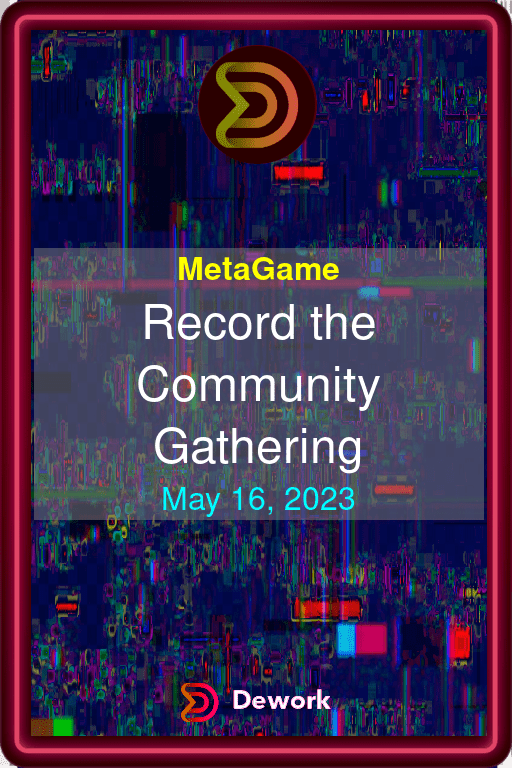 MetaGame
Record the
Community
Gathering
May 16, 2023
Dework